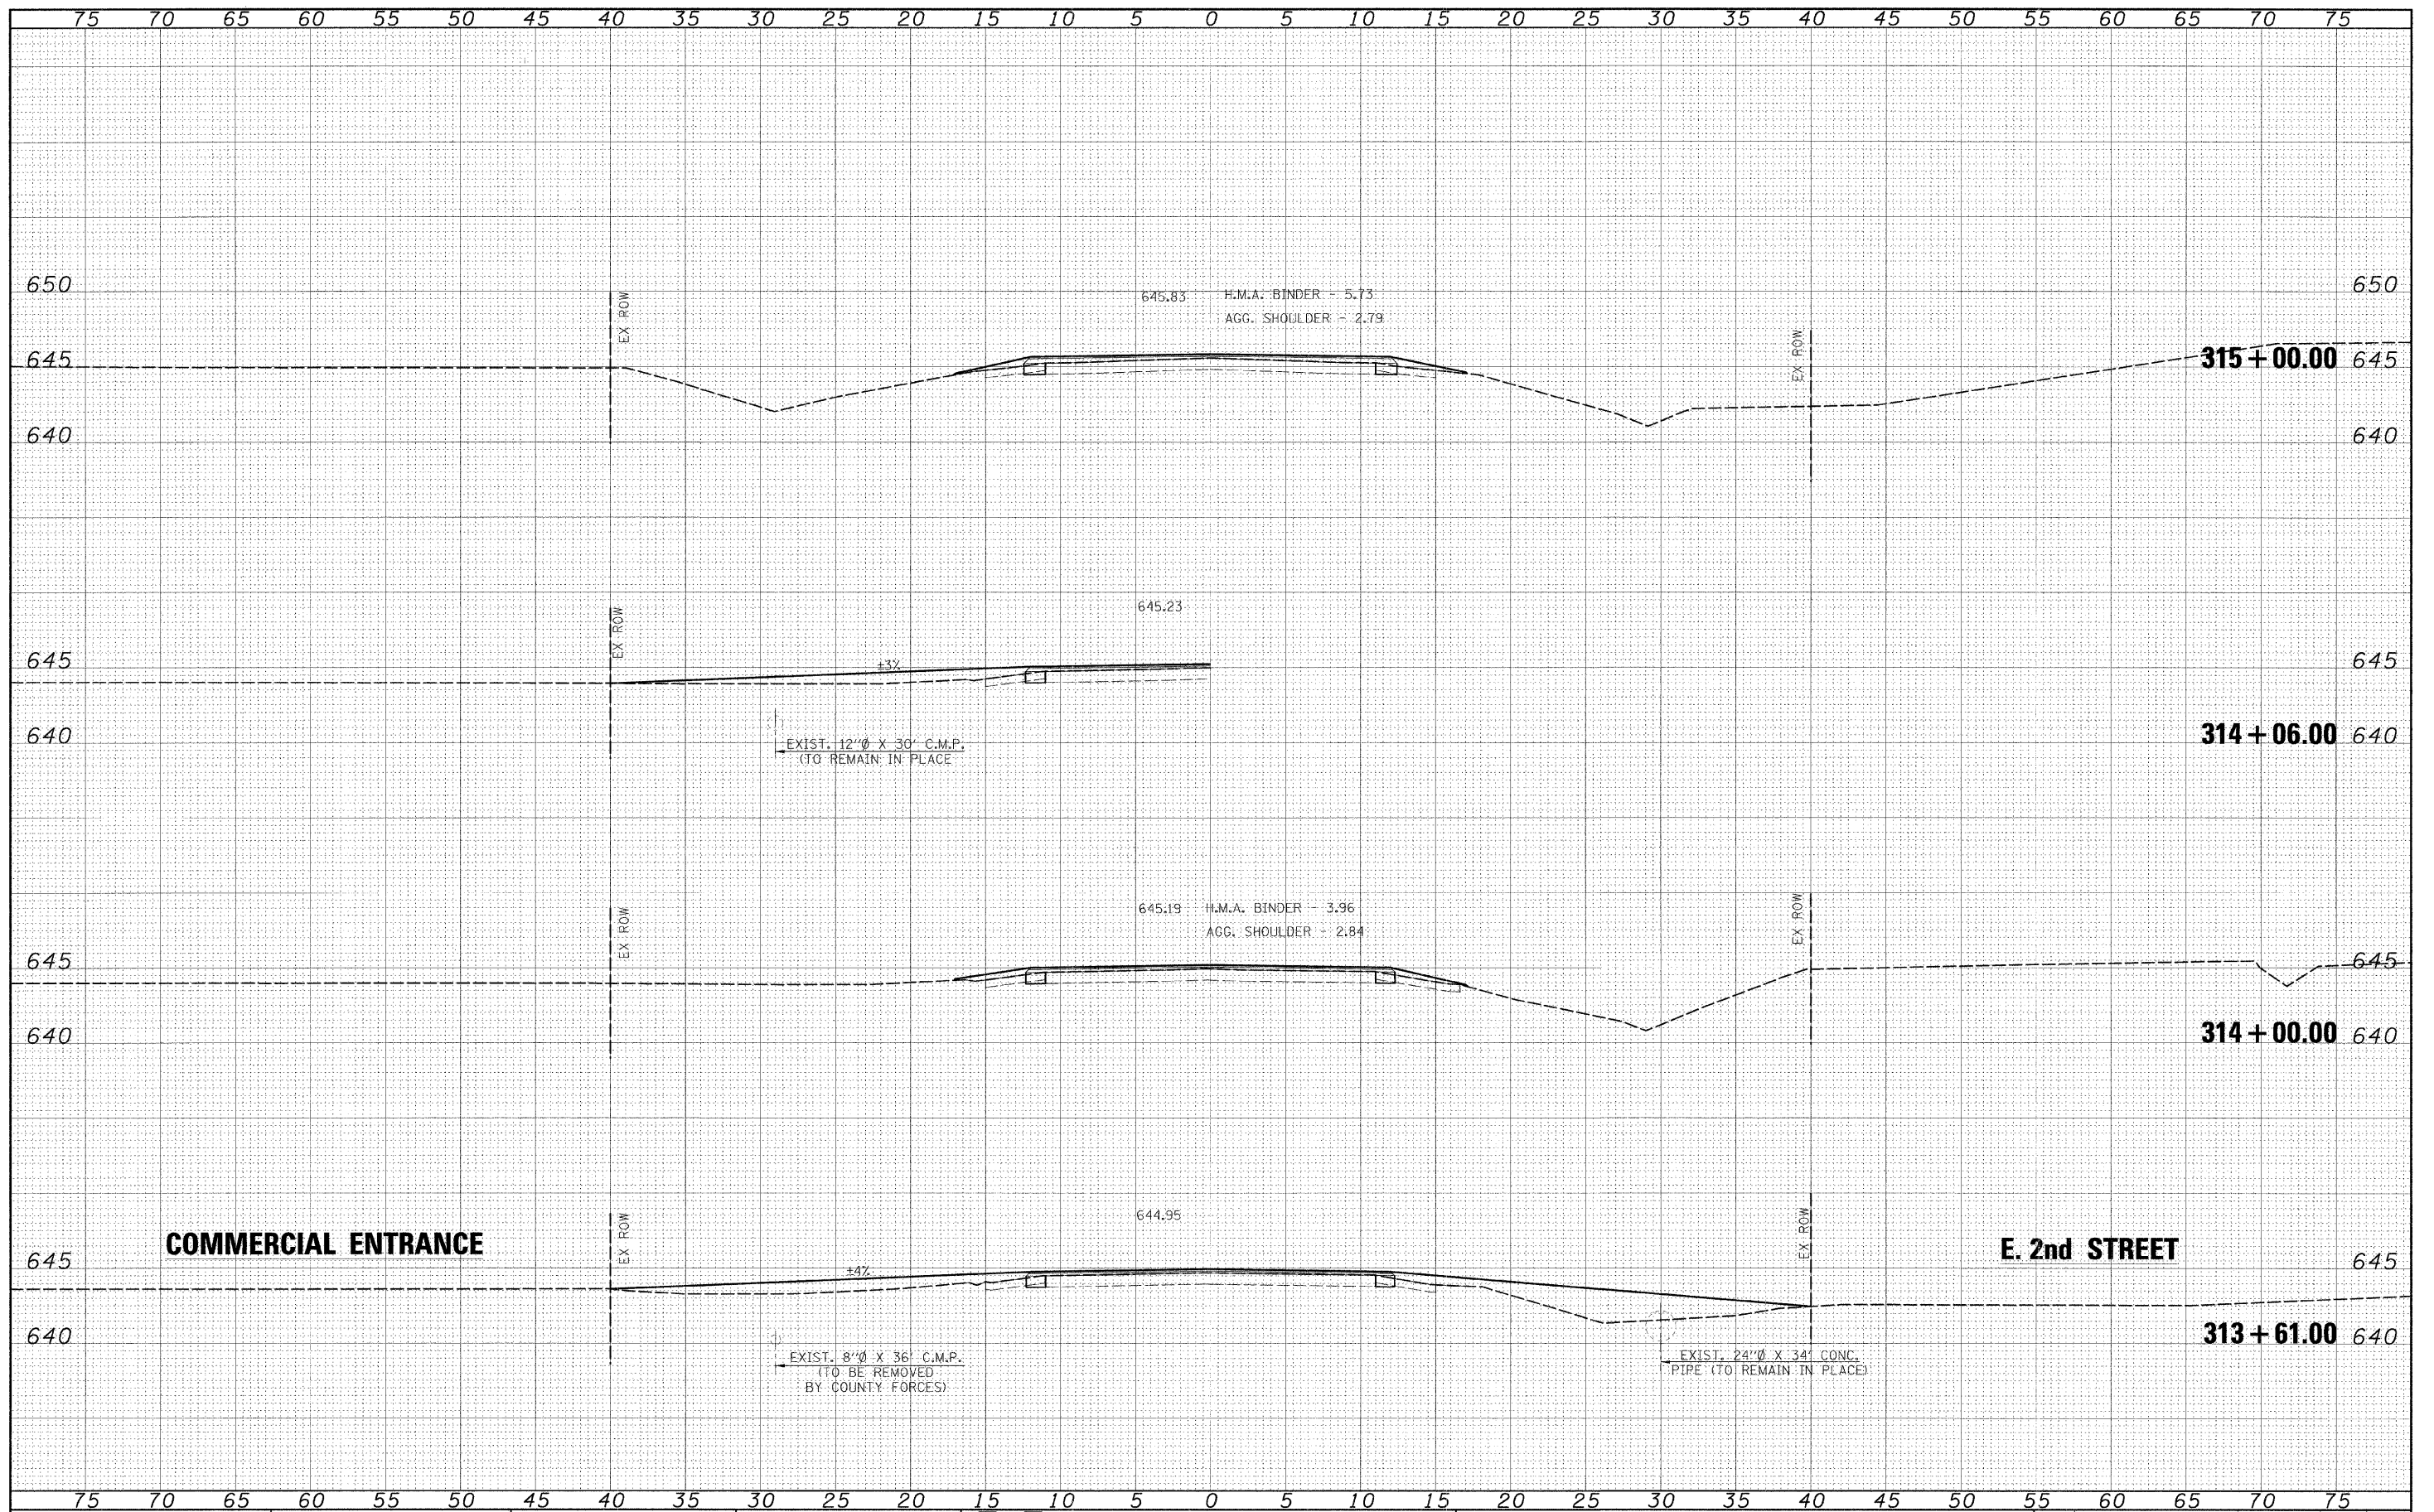 75 70 65 60 55 50 45 40 35 30 25 20 15 10 5 0 5 10 15 20 25 30 35 40 45 50 55 60 65 70 75
650
EX ROW
645.83 H.M.A. BINDER - 5.73
AGG. SHOULDER - 2.79
650
645
EX ROW
315+00.00 645
640
640
645.23
EX ROW
645
±3%
645
640
EXIST. 12"Ø X 30' C.M.P.
(TO REMAIN IN PLACE
314+06.00 640
EX ROW
645.19 H.M.A. BINDER - 3.96
AGG. SHOULDER - 2.84
EX ROW
645
645
640
314+00.00 640
COMMERCIAL ENTRANCE
EX ROW
644.95
EX ROW
E. 2nd STREET
645
±4%
645
640
EXIST. 8"Ø X 36' C.M.P.
(TO BE REMOVED
BY COUNTY FORCES)
EXIST. 24"Ø X 34' CONC.
PIPE (TO REMAIN IN PLACE)
313+61.00 640
75 70 65 60 55 50 45 40 35 30 25 20 15 10 5 0 5 10 15 20 25 30 35 40 45 50 55 60 65 70 75